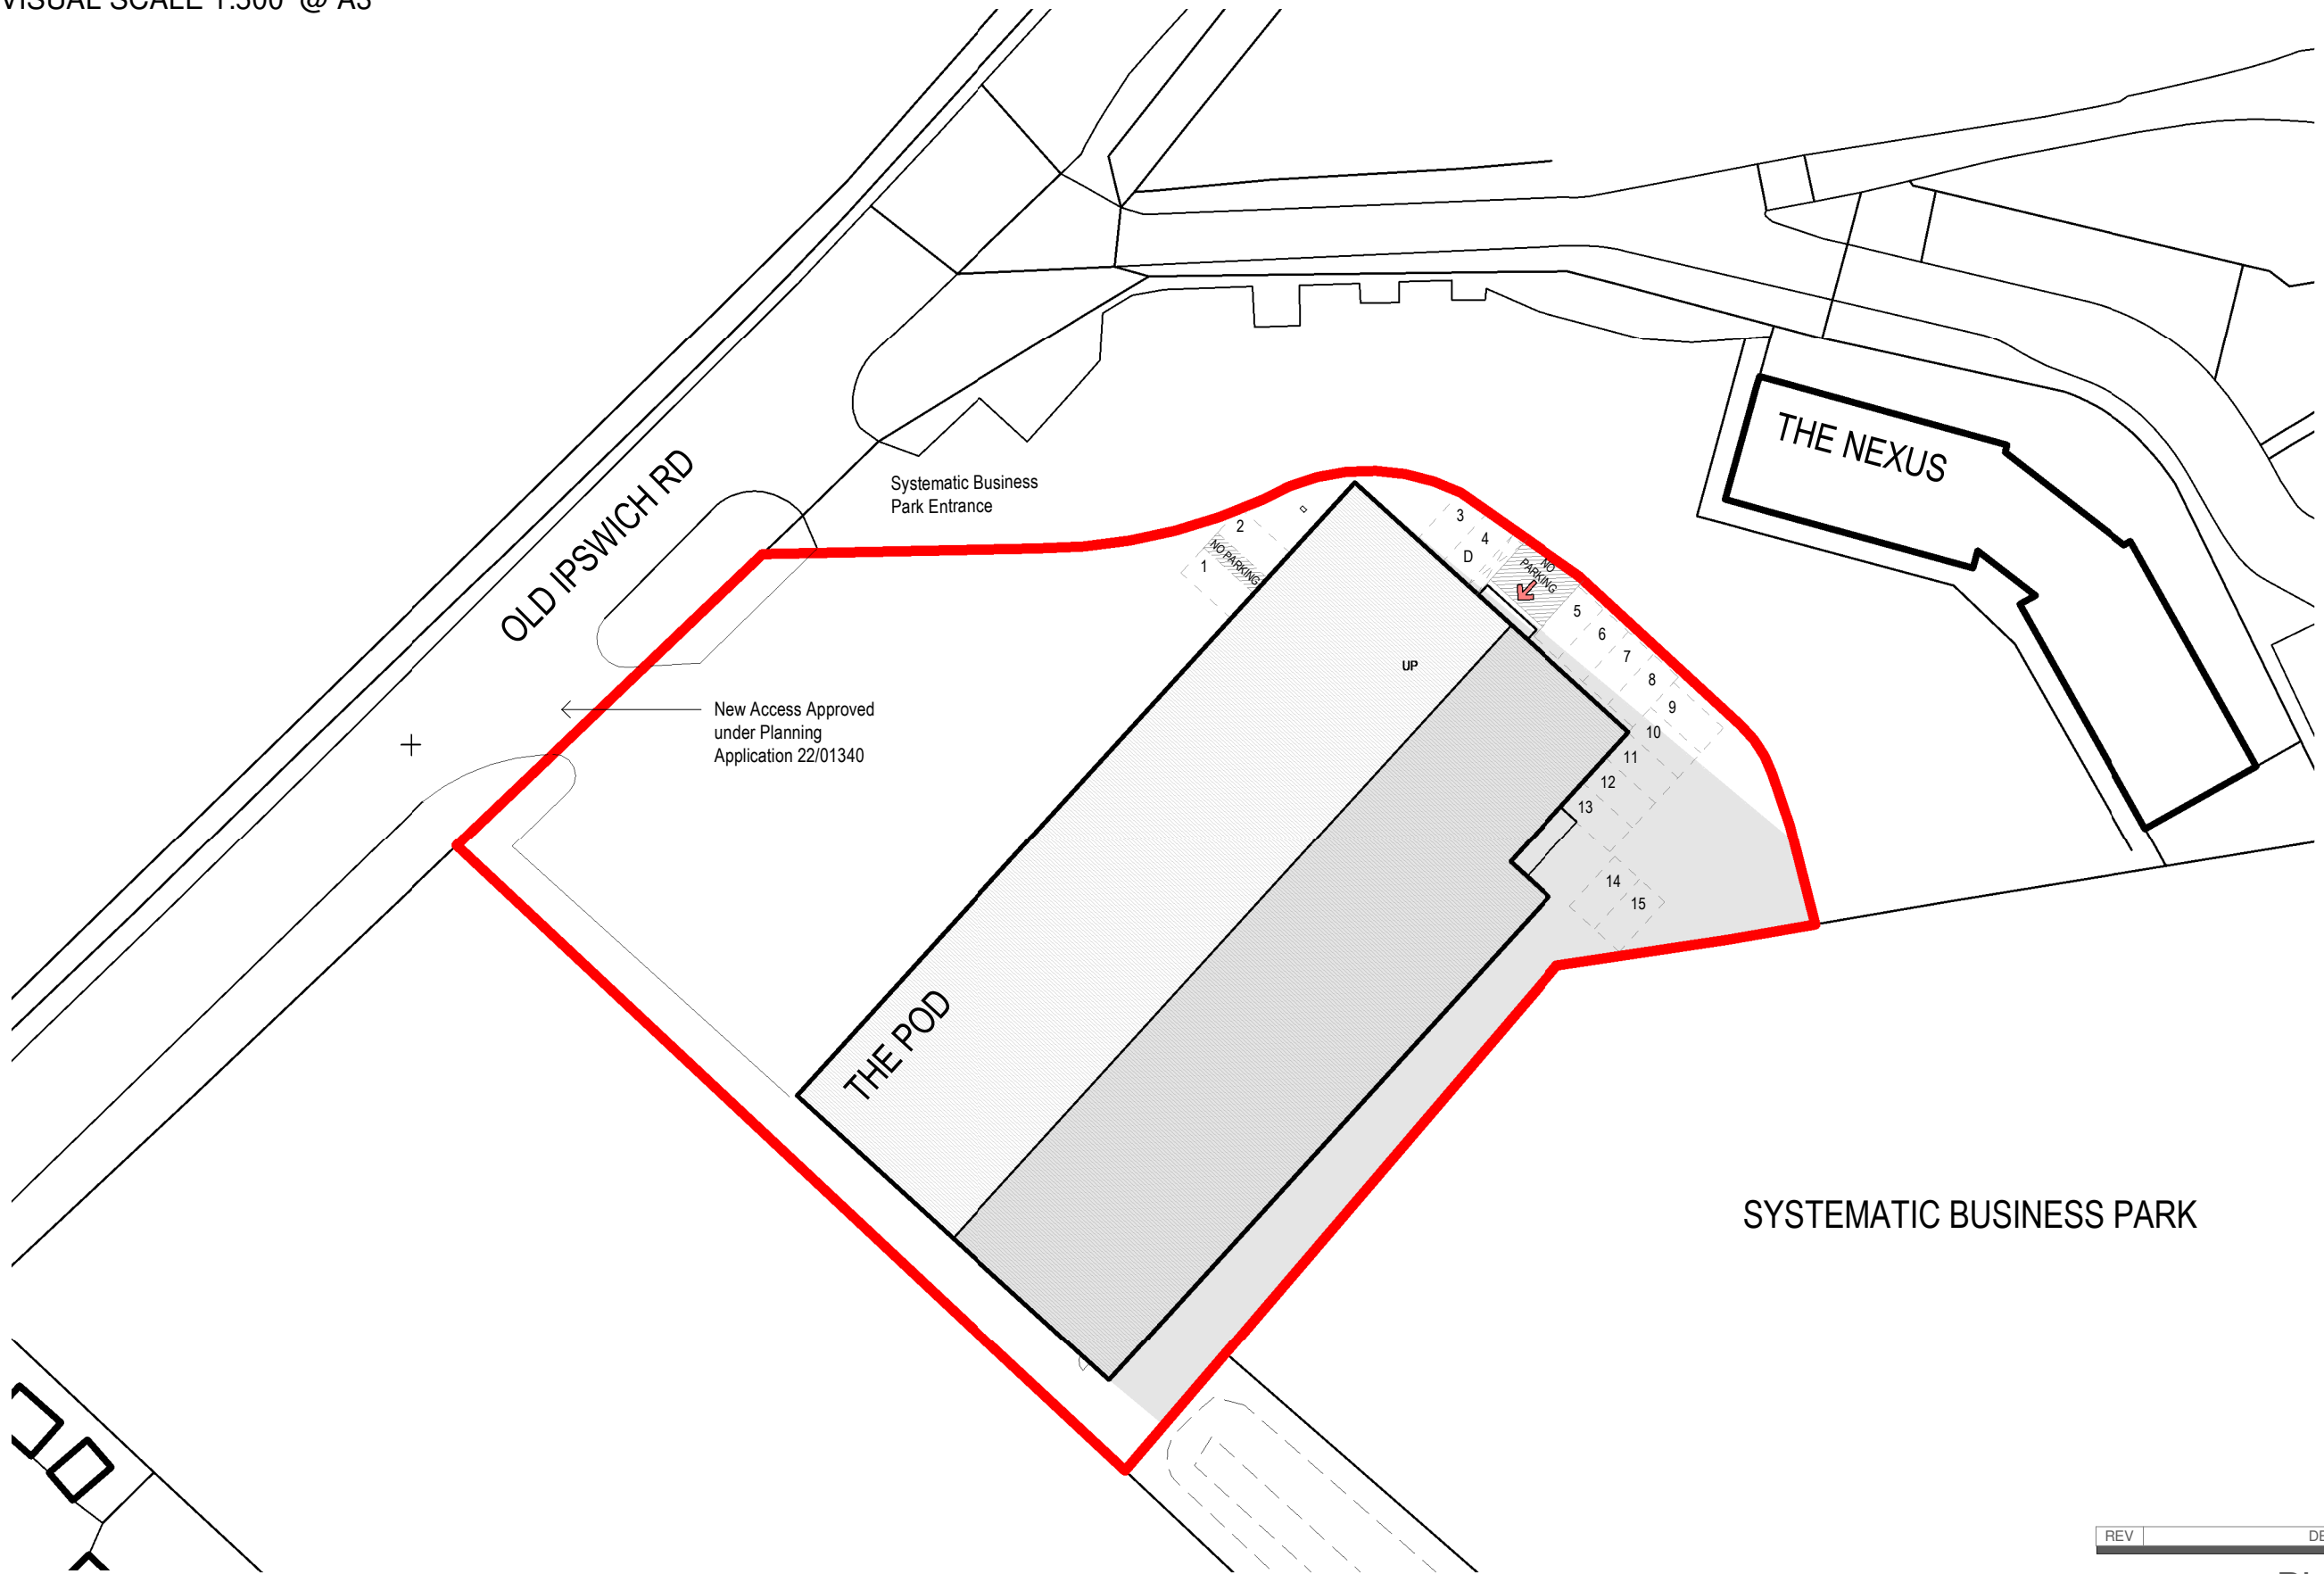 VISUAL SCALE 1:500 @ A3
THE NEXUS
OLD IPSWICH RD
Systematic Business
Park Entrance
2
NO PARKING
1
3
4
D
NO
PARKING
5
6
7
8
9
10
11
12
13
14
15
UP
New Access Approved
under Planning
Application 22/01340
THE POD
SYSTEMATIC BUSINESS PARK
REV